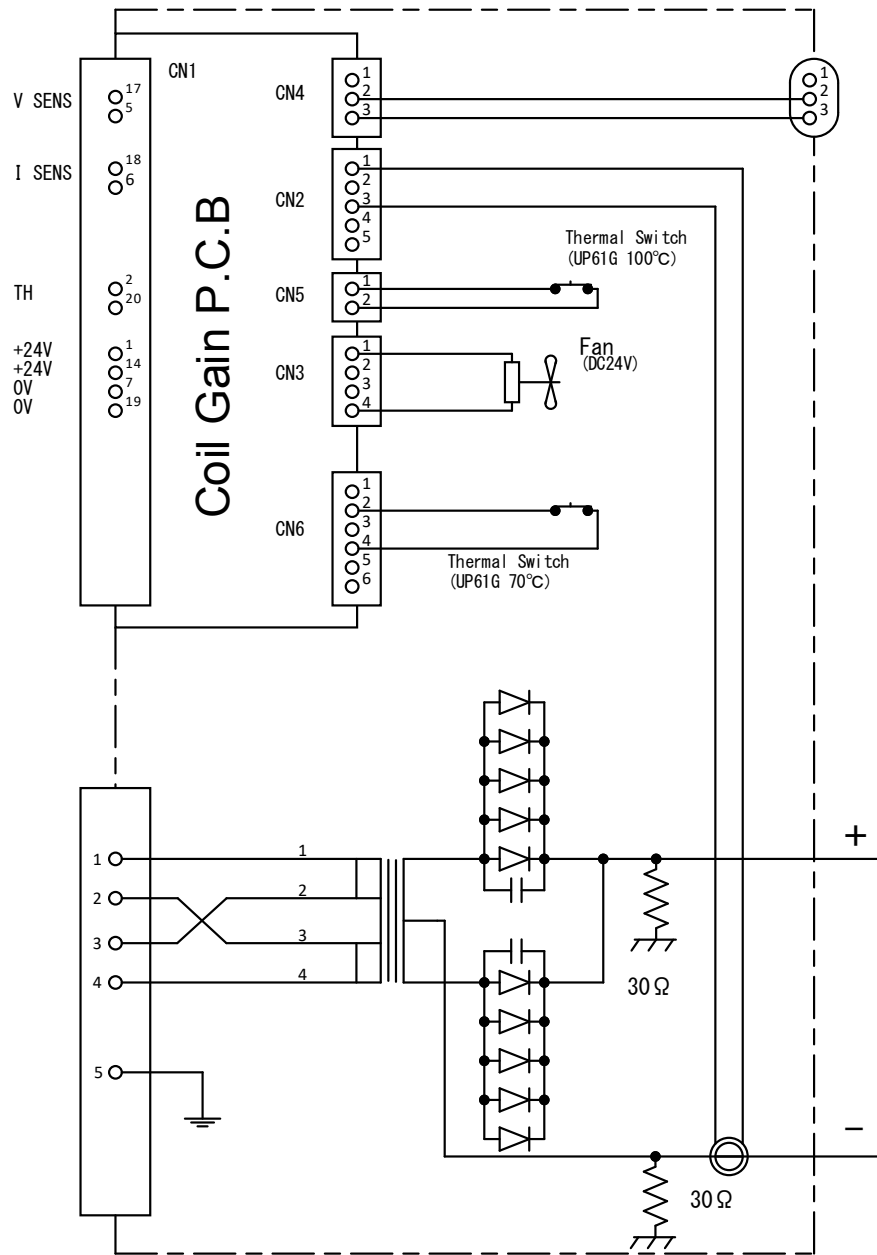 CN1
V SENS
17
5
I SENS
18
6
TH
2
20
+24V
1
+24V
14
0V
7
0V
19
Coil Gain P.C.B
CN4
1
2
3
1
2
3
CN2
1
2
3
4
5
CN5
1
2
Thermal Switch
(UP61G 100℃)
CN3
1
2
3
4
Fan
(DC24V)
CN6
1
2
3
4
5
6
Thermal Switch
(UP61G 70℃)
1
2
3
4
5
1
2
3
4
+
30Ω
−
30Ω